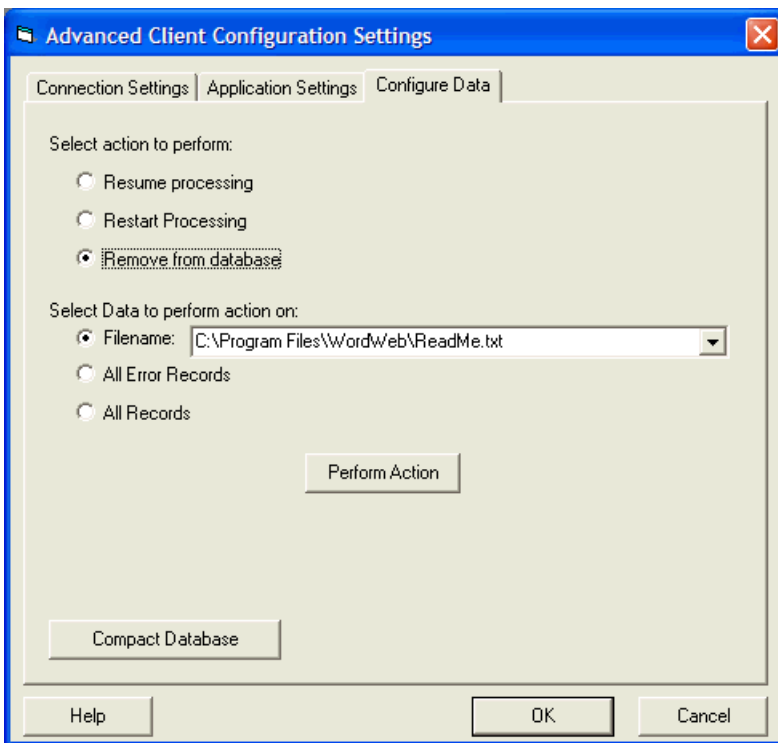 Advanced Client Configuration Settings
Connection Settings Application Settings Configure Data
Select action to perform:
Resume processing
Restart Processing
Remove from database
Select Data to perform action on:
Filename: C:\Program Files\WordWeb\ReadMe.txt
All Error Records
All Records
Perform Action
Compact Database
Help OK Cancel